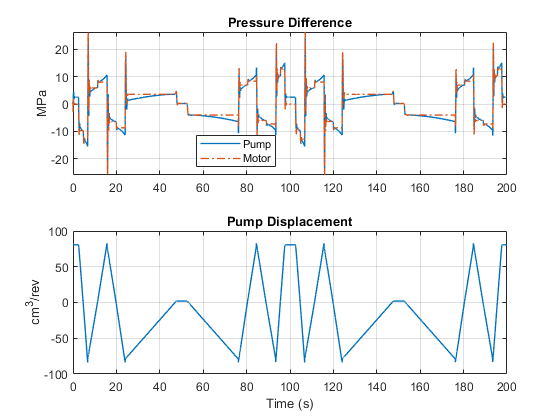 Pressure Difference
20
10
0
-10
-20
MPa
Pump
Motor
0 20 40 60 80 100 120 140 160 180 200
Pump Displacement
100
50
0
-50
-100
cm³/rev
0 20 40 60 80 100 120 140 160 180 200
Time (s)